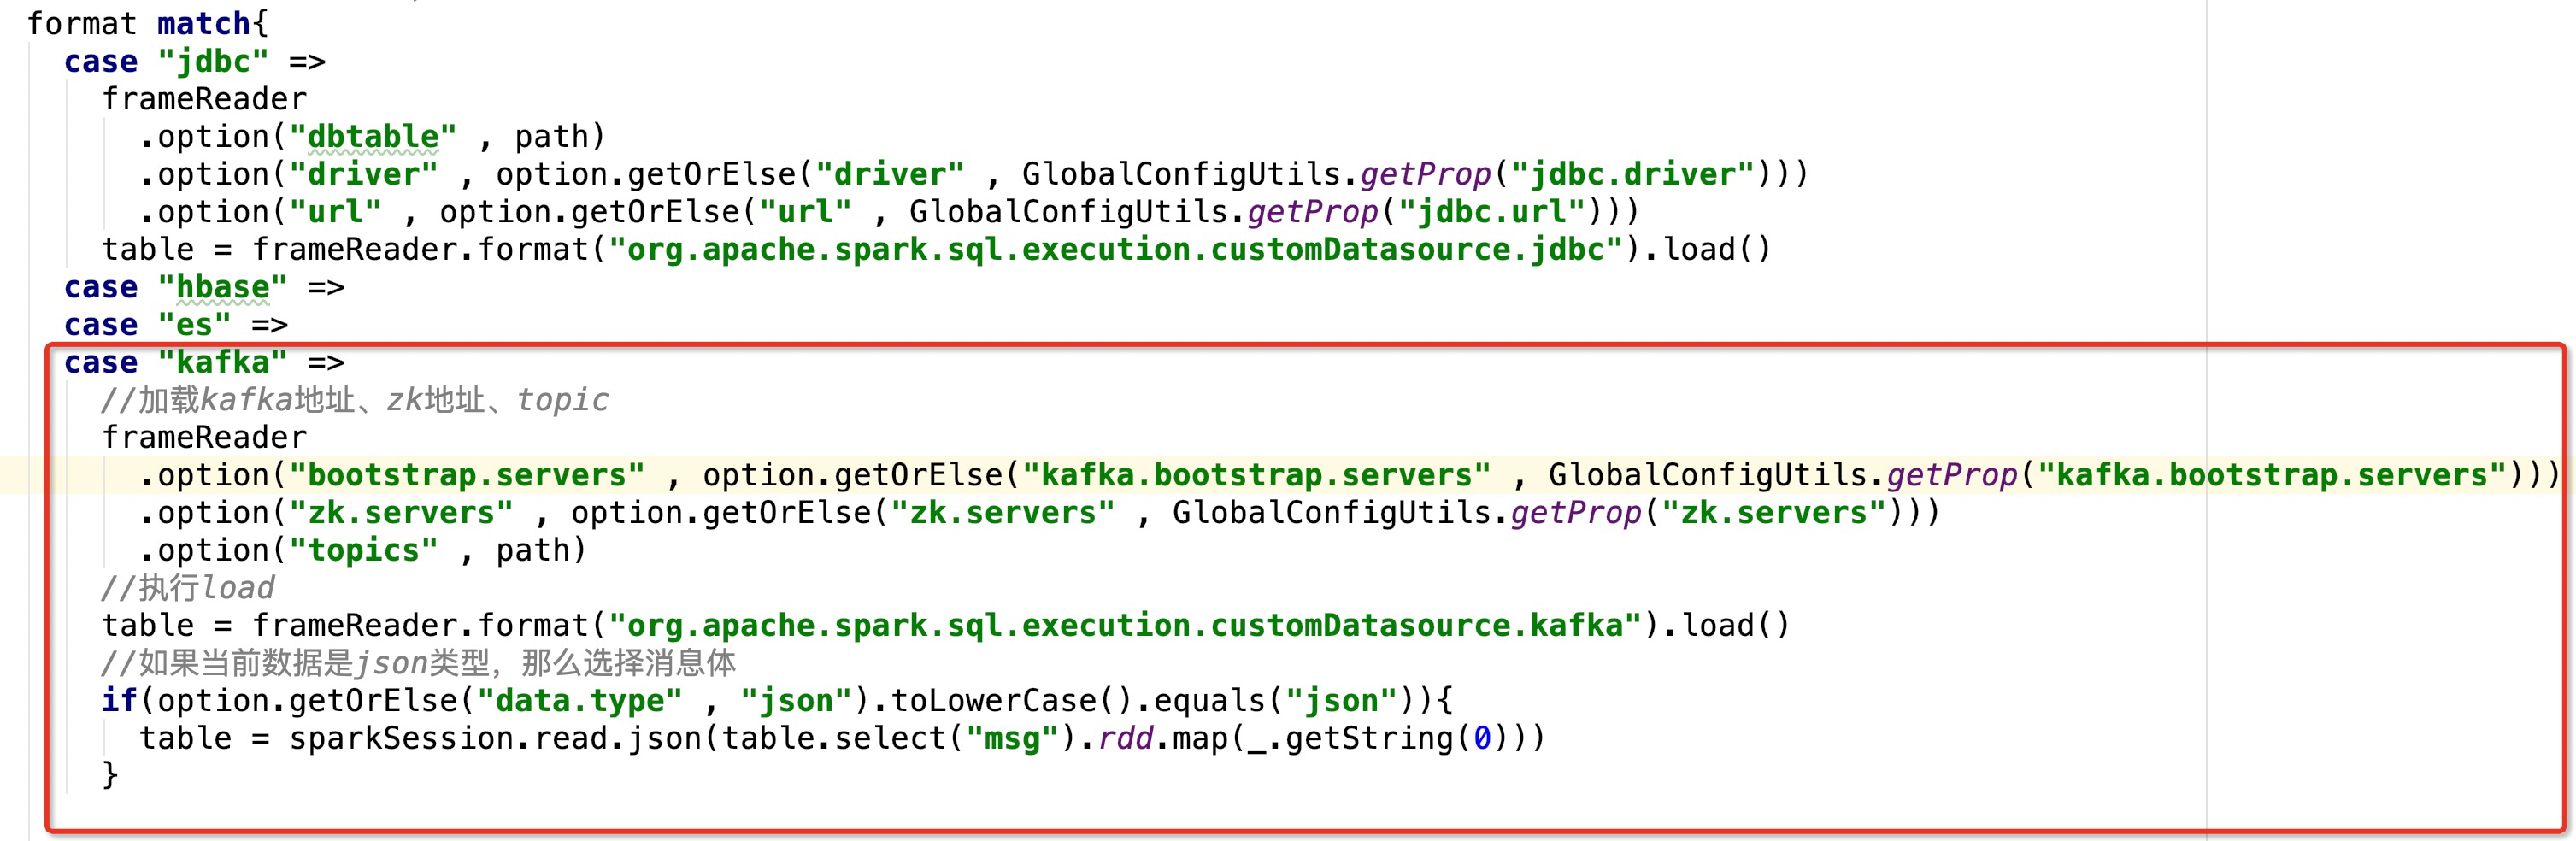 format match{
case "jdbc" =>
frameReader
.option("dbtable" , path)
.option("driver" , option.getOrElse("driver" , GlobalConfigUtils.getProp("jdbc.driver")))
.option("url" , option.getOrElse("url" , GlobalConfigUtils.getProp("jdbc.url")))
table = frameReader.format("org.apache.spark.sql.execution.customDatasource.jdbc").load()
case "hbase" =>
case "es" =>
case "kafka" =>
//加载kafka地址、zk地址、topic
frameReader
.option("bootstrap.servers" , option.getOrElse("kafka.bootstrap.servers" , GlobalConfigUtils.getProp("kafka.bootstrap.servers")))
.option("zk.servers" , option.getOrElse("zk.servers" , GlobalConfigUtils.getProp("zk.servers")))
.option("topics" , path)
//执行load
table = frameReader.format("org.apache.spark.sql.execution.customDatasource.kafka").load()
//如果当前数据是json类型，那么选择消息体
if(option.getOrElse("data.type" , "json").toLowerCase().equals("json")){
table = sparkSession.read.json(table.select("msg").rdd.map(_.getString(0)))
}